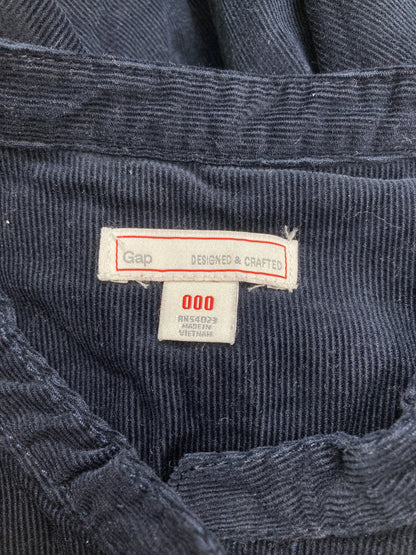 Gap DESIGNED & CRAFTED
000
RN54023
MADE IN
VIETNAM